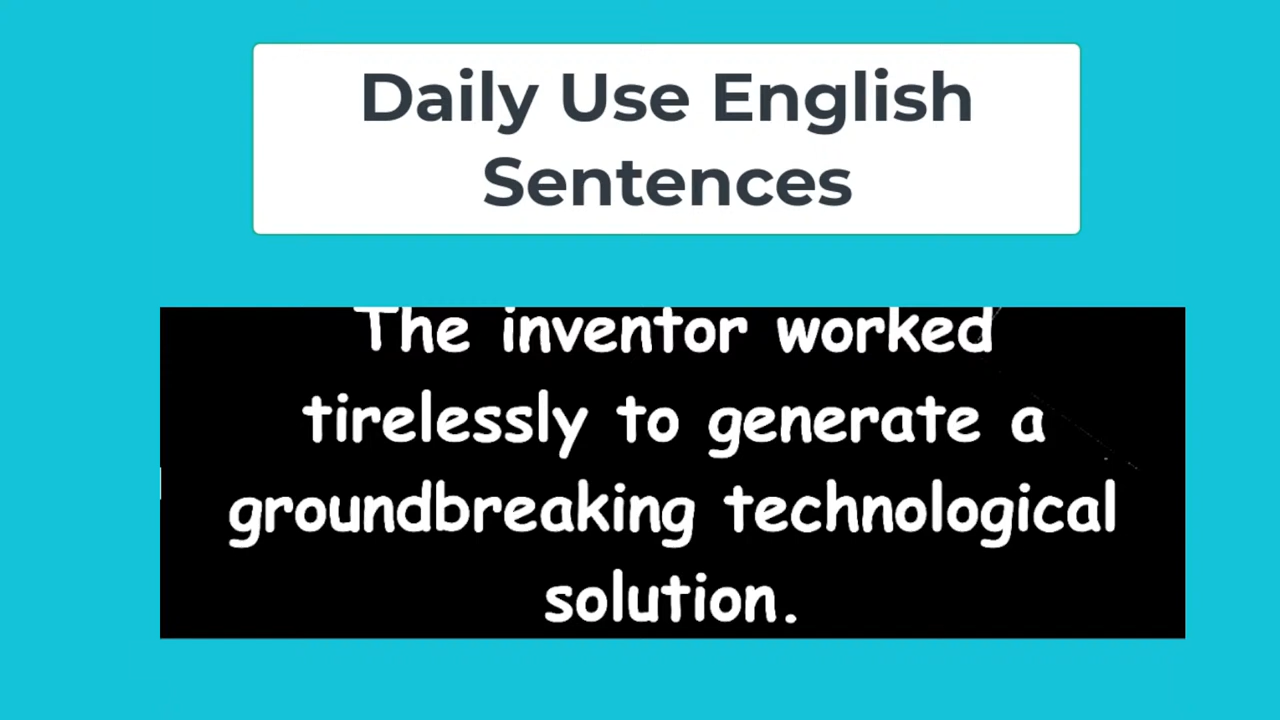 Daily Use English
Sentences
The inventor worked
tirelessly to generate a
groundbreaking technological
solution.